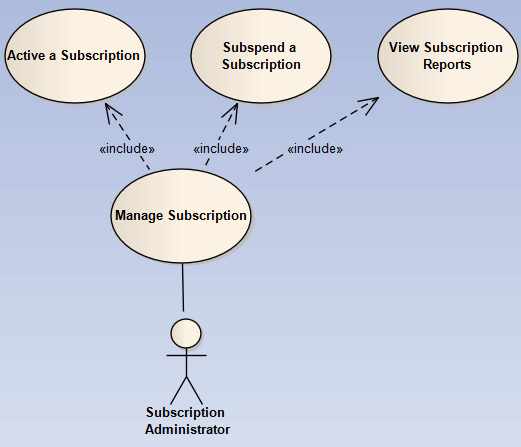 Active a Subscription
Subspend a
Subscription
View Subscription
Reports
«include»
«include»
«include»
Manage Subscription
Subscription
Administrator